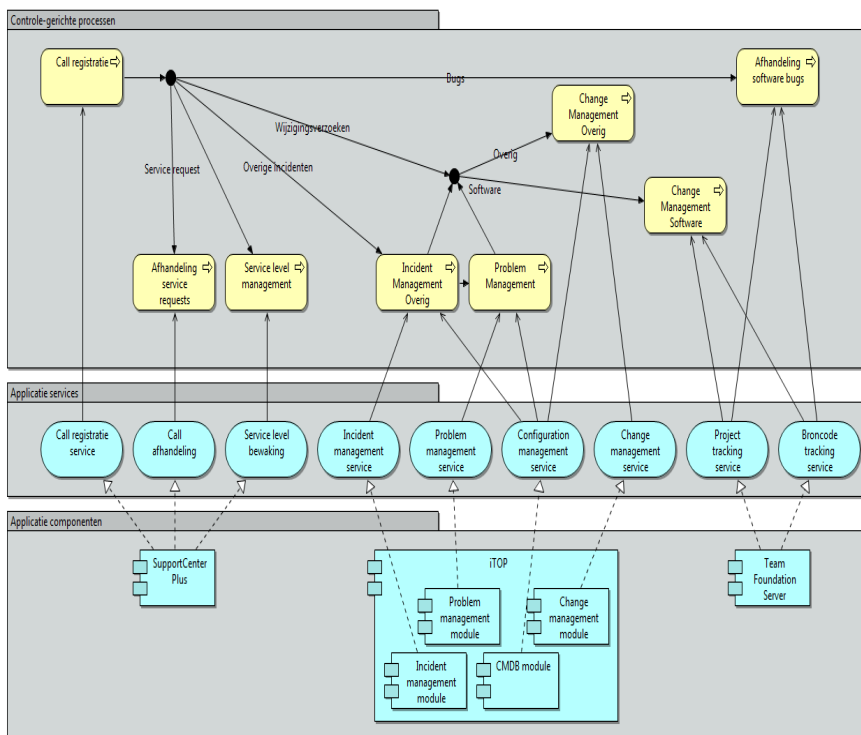 Controle-gerichte processen
Call registratie
Afhandeling
software bugs
Bugs
Change
Management
Overig
Wijzigingsverzoeken
Overig
Service request
Overige incidenten
Software
Change
Management
Software
Afhandeling
service
requests
Service level
management
Incident
Management
Overig
Problem
Management
Applicatie services
Call registratie
service
Call
afhandeling
Service level
bewaking
Incident
management
service
Problem
management
service
Configuration
management
service
Change
management
service
Project
tracking
service
Broncode
tracking
service
Applicatie componenten
SupportCenter
Plus
iTOP
Team
Foundation
Server
Problem
management
module
Change
management
module
Incident
management
module
CMDB module